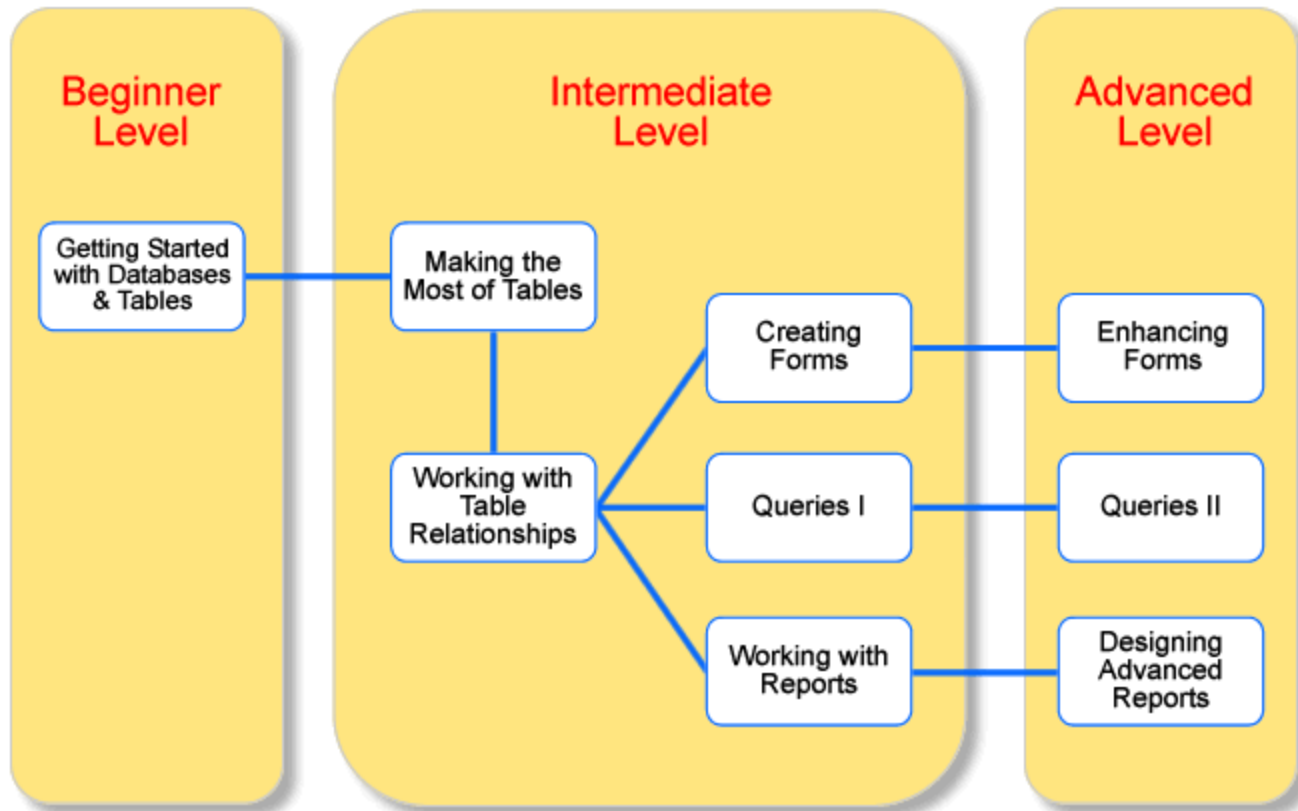 Beginner
Level
Intermediate
Level
Advanced
Level
Getting Started
with Databases
& Tables
Making the
Most of Tables
Working with
Table
Relationships
Creating
Forms
Queries I
Working with
Reports
Enhancing
Forms
Queries II
Designing
Advanced
Reports